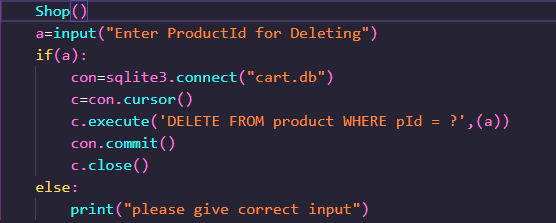 Shop()
a=input("Enter ProductId for Deleting")
if(a):
    con=sqlite3.connect("cart.db")
    c=con.cursor()
    c.execute('DELETE FROM product WHERE pId = ?',(a))
    con.commit()
    c.close()
else:
    print("please give correct input")